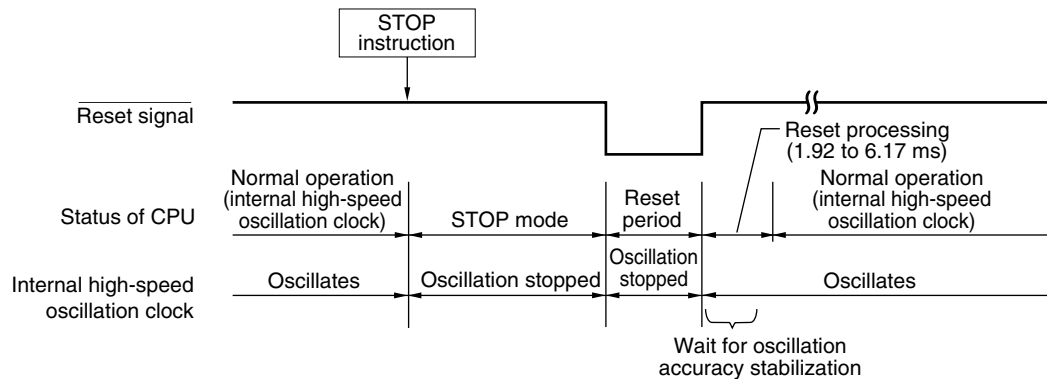 STOP
instruction
Reset signal
Reset processing
(1.92 to 6.17 ms)
Status of CPU
Normal operation
(internal high-speed
oscillation clock)
STOP mode
Reset
period
Normal operation
(internal high-speed
oscillation clock)
Internal high-speed
oscillation clock
Oscillates
Oscillation stopped
Oscillation
stopped
Oscillates
Wait for oscillation
accuracy stabilization